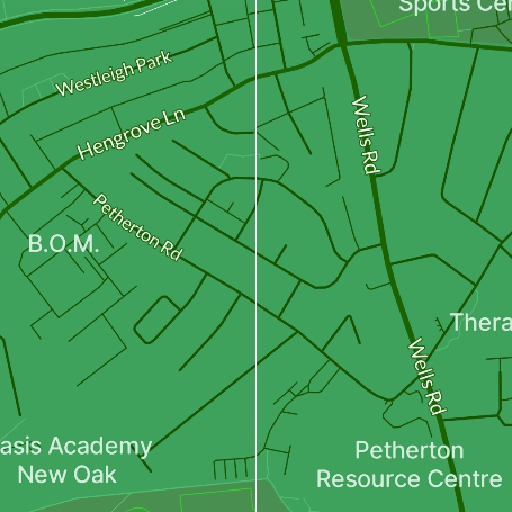 Sports Cen
Westleigh Park
Hengrove Ln
Wells Rd
Petherton Rd
B.O.M.
Thera
Wells Rd
asis Academy
New Oak
Petherton
Resource Centre